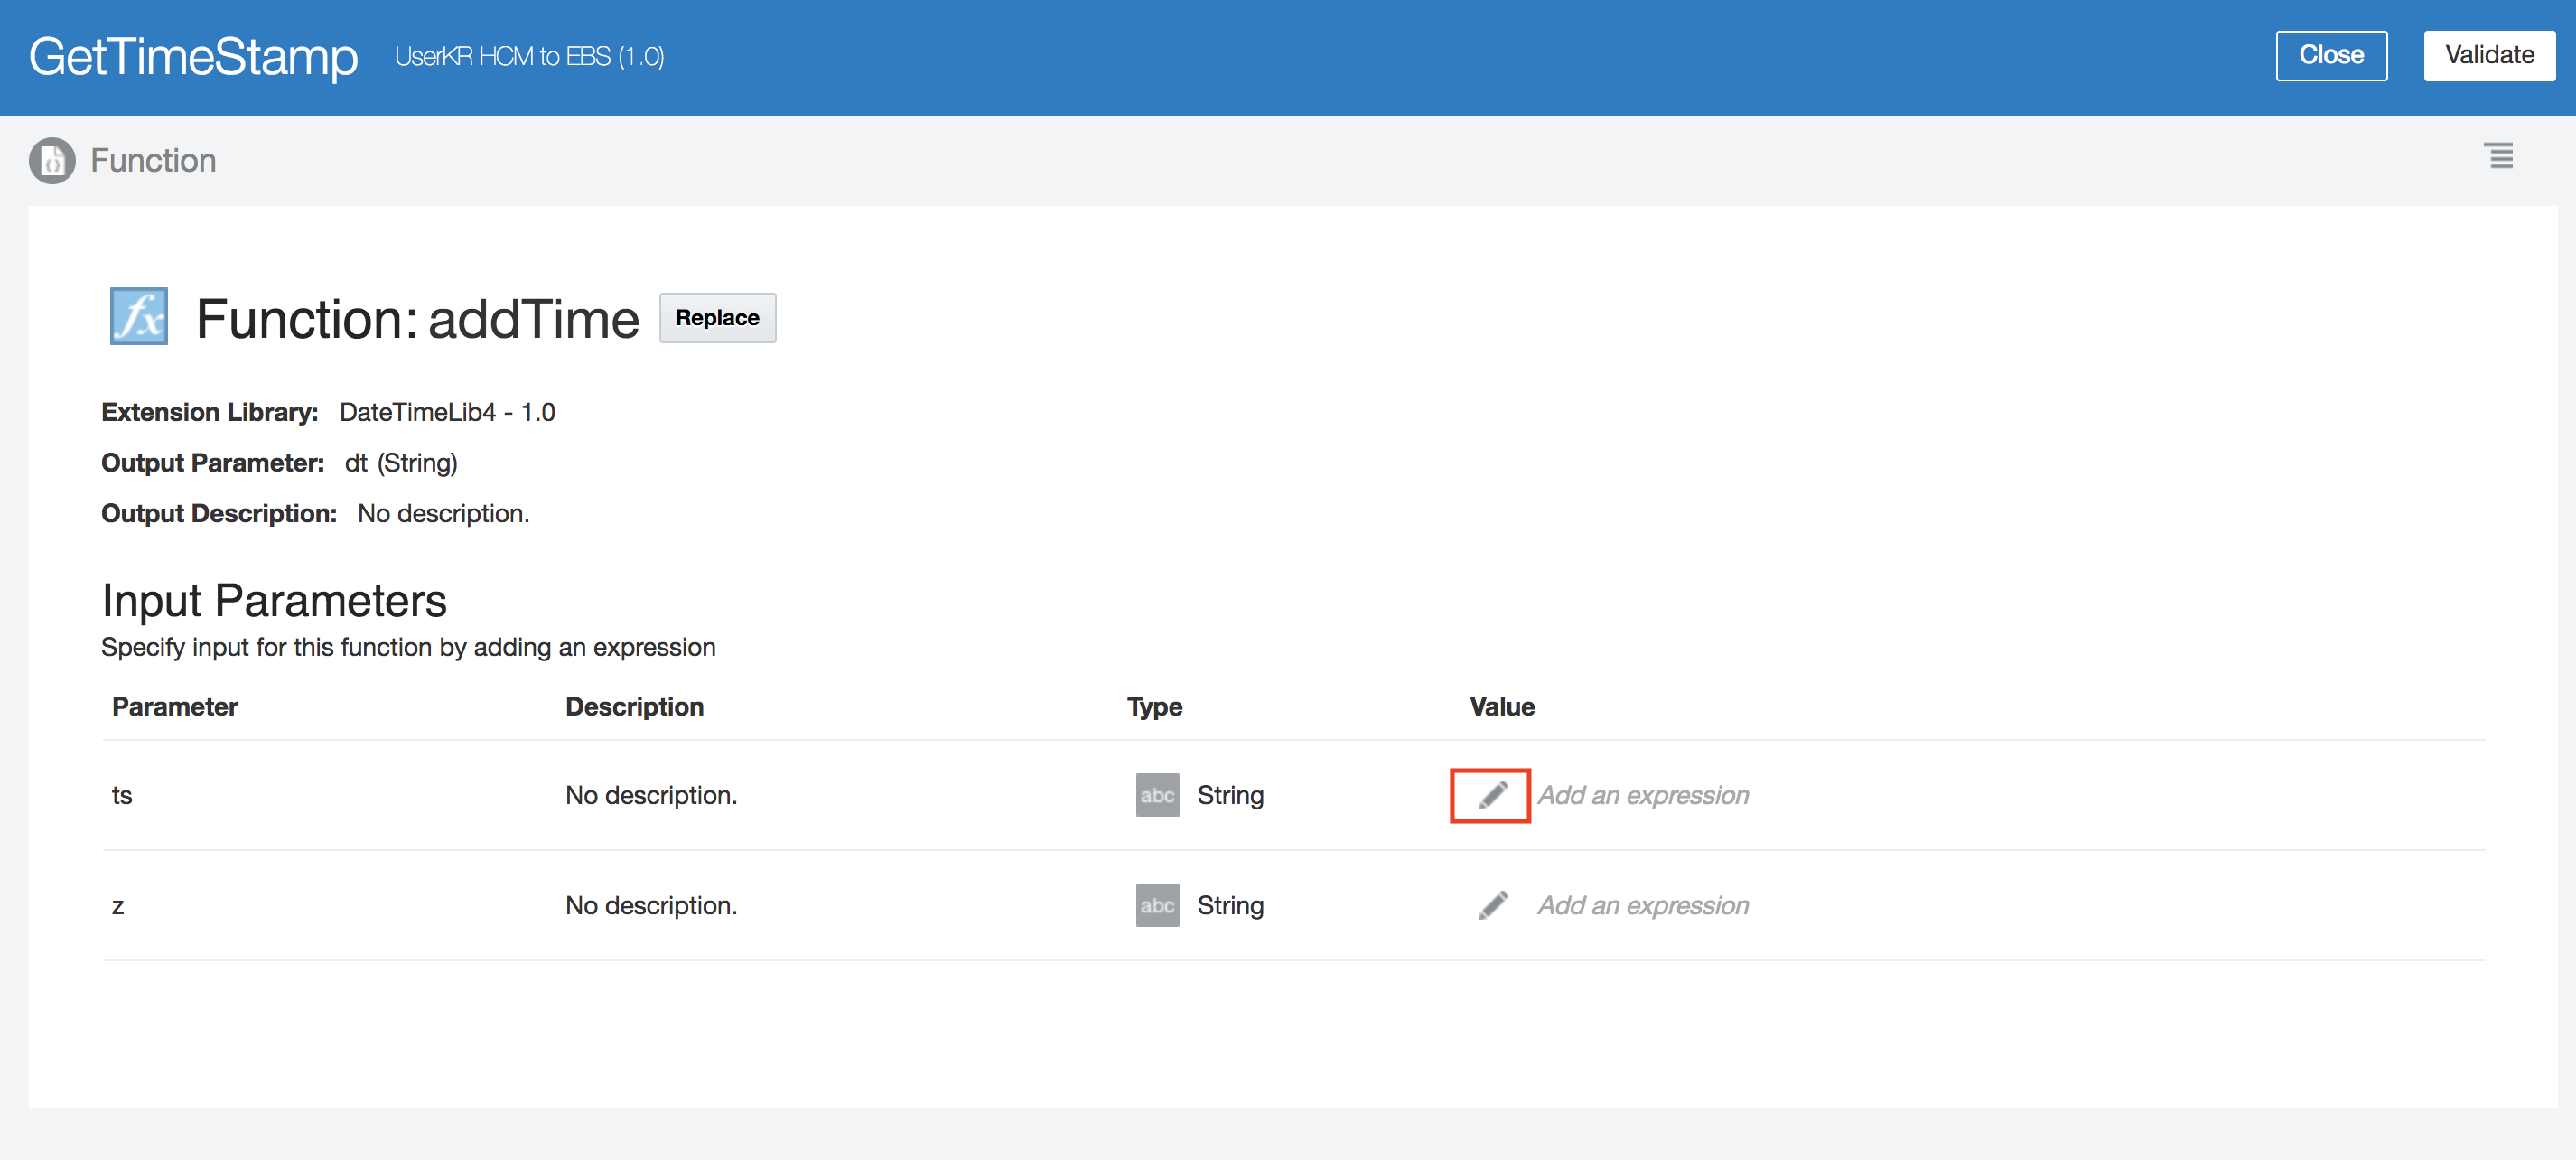 GetTimeStamp UserKR HCM to EBS (1.0) Close Validate
Function
fx Function: addTime Replace
Extension Library: DateTimeLib4 - 1.0
Output Parameter: dt (String)
Output Description: No description.
Input Parameters
Specify input for this function by adding an expression
Parameter Description Type Value
ts No description. abc String Add an expression
z No description. abc String Add an expression